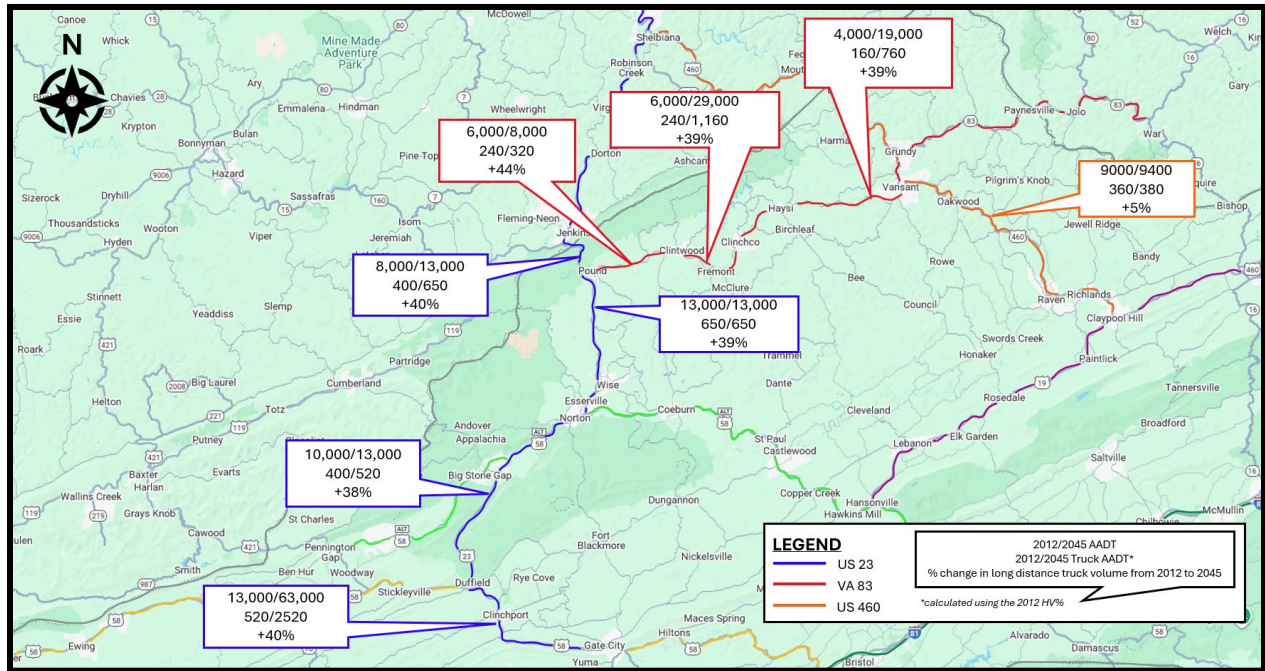 McDowell
Canoe
Whick
Mine Made
Adventure
Park
N
Ary
Emmalena
Hindman
Chavies
Krypton
Bulan
Bonnyman
Hazard
Wheelwright
Pine-Top
Shelbiana
Robinson
Creek
Dorton
4,000/19,000
160/760
+39%
6,000/29,000
240/1,160
+39%
6,000/8,000
240/320
+44%
Ashcam
Welch
Gary
Paynesville
Jolo
War
Grundy
Vansant
Pilgrim's Knob
Oakwood
9000/9400
360/380
+5%
Bishop
Jewell Ridge
Bandy
Sizerock
Dryhill
Thousandsticks
Wooton
Hyden
Sassafras
Viper
Isom
Jeremiah
Fleming-Neon
Pound
Clintwood
Clinchco
Fremont
McClure
Haysi
Birchleaf
Bee
Rowe
Council
Raven
Richlands
Claypool Hill
8,000/13,000
400/650
+40%
13,000/13,000
650/650
+39%
Trammel
Stinnett
Essie
Yeaddiss
Slemp
Roark
Partridge
Cumberland
Big Laurel
Helton
Totz
Putney
Swords Creek
Honaker
Paintlick
Tannersville
Wise
Esserville
Norton
Coeburn
Dante
Cleveland
Rosedale
Broadford
Andover
Appalachia
Big Stone Gap
St Paul
Castlewood
Lebanon
Elk Garden
Saltville
10,000/13,000
400/520
+38%
Evarts
Baxter
Harlan
Wallins Creek
Grays Knob
Cawood
St Charles
Dungannon
Copper Creek
Hansonville
Hawkins Mill
McMullin
Pennington
Gap
Ben Hur
Woodway
Stickleyville
Duffield
Rye Cove
Fort
Blackmore
Nickelsville
13,000/63,000
520/2520
+40%
Clinchport
Ewing
Gate City
Yuma
Hiltons
Maces Spring
Bristol
Alvarado
Damascus
LEGEND
US 23
VA 83
US 460
2012/2045 AADT
2012/2045 Truck AADT*
% change in long distance truck volume from 2012 to 2045
*calculated using the 2012 HV%